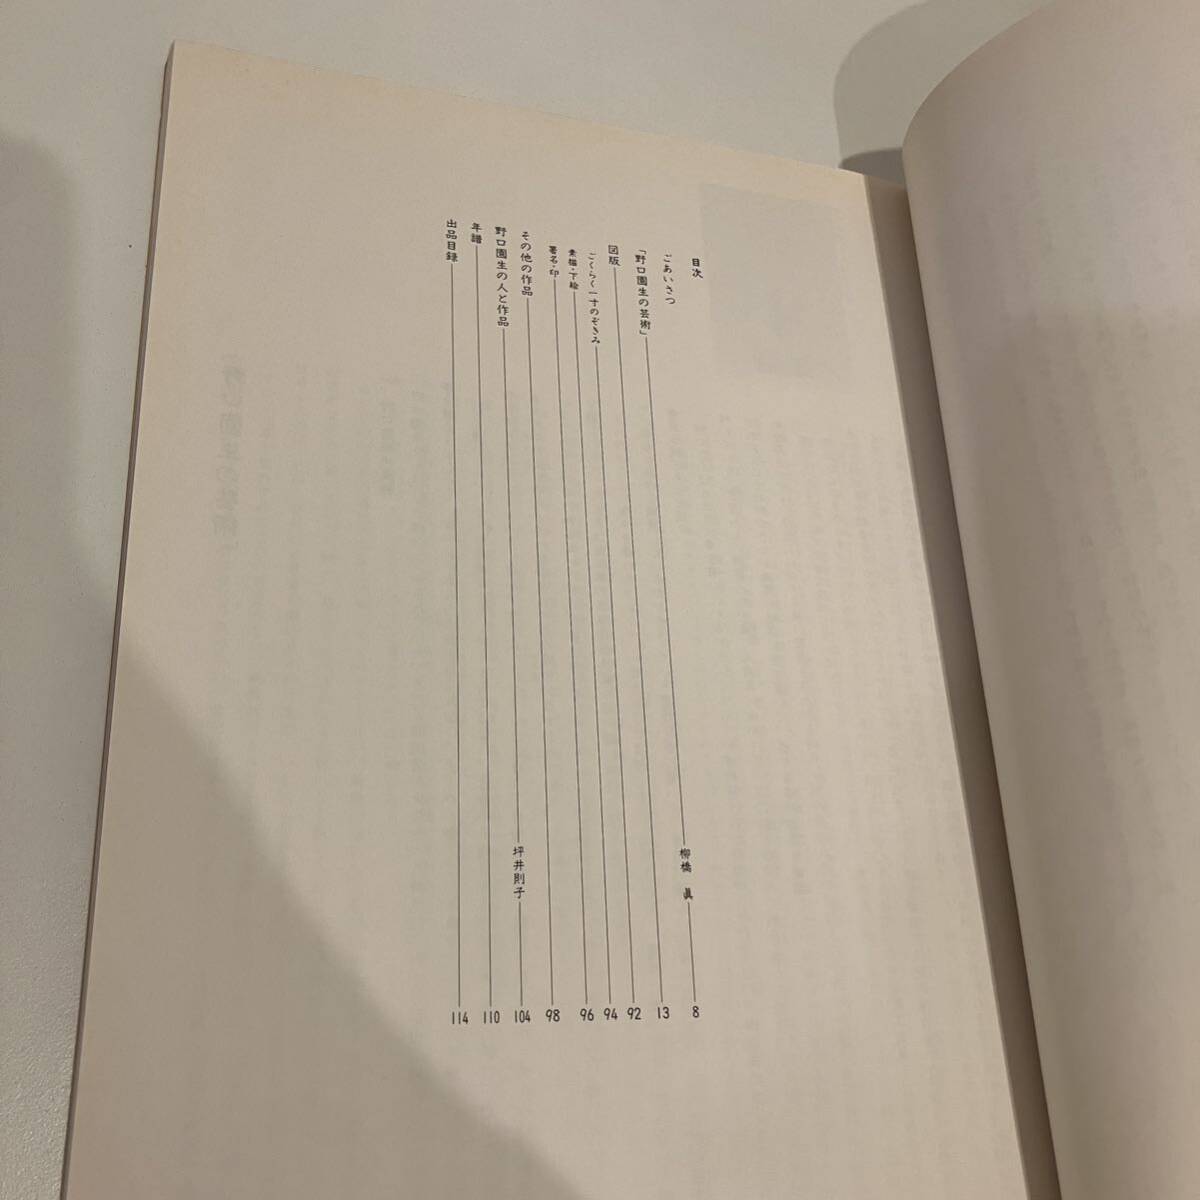 目次
ごあいさつ
「野口園生の芸術」 柳橋 眞 8
図版 13
ごくらく一寸のぞきみ 92
素描・下絵 94
署名・印 96
その他の作品 98
野口園生の人と作品 坪井則子 104
年譜 110
出品目録 114